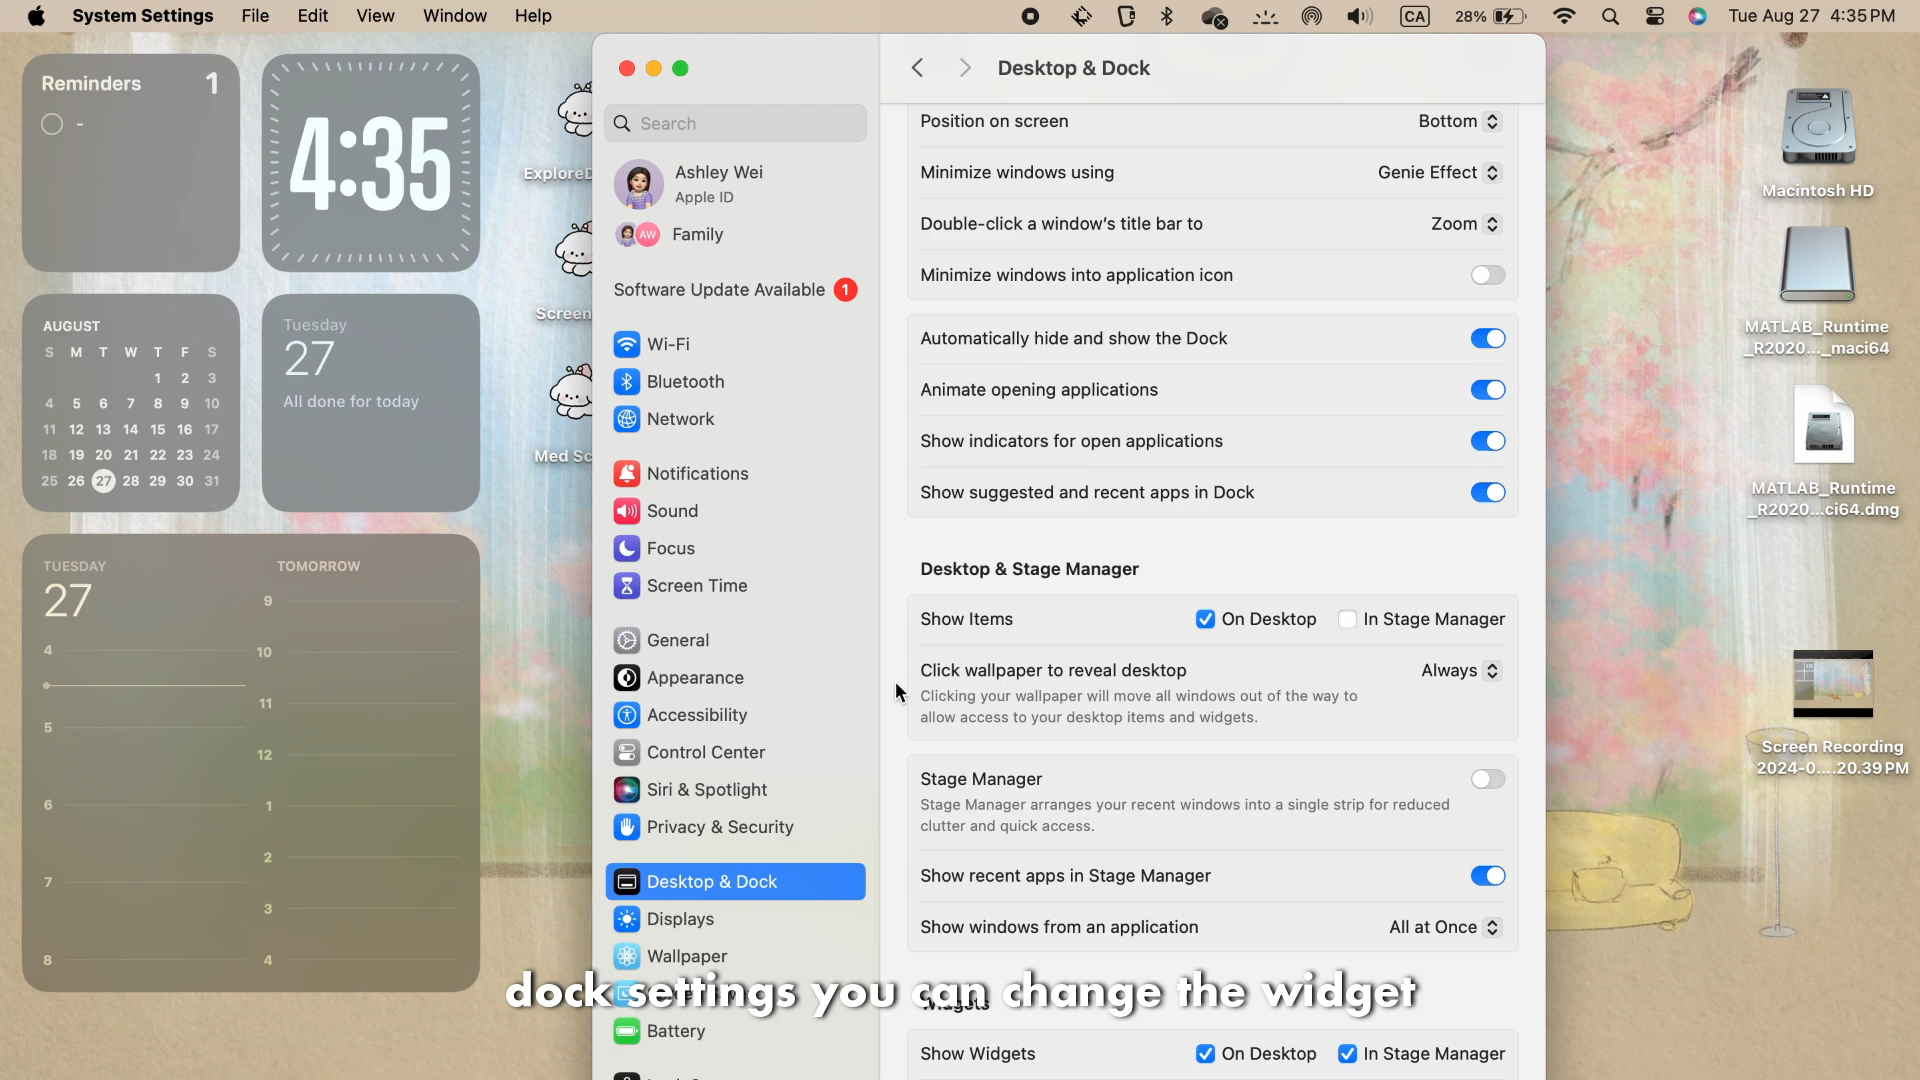 System Settings File Edit View Window Help
CA 28% Tue Aug 27 4:35 PM
Reminders 1
-
4:35
AUGUST
S M T W T F S
1 2 3
4 5 6 7 8 9 10
11 12 13 14 15 16 17
18 19 20 21 22 23 24
25 26 27 28 29 30 31
Tuesday
27
All done for today
TUESDAY
27
4
5
6
7
8
TOMORROW
9
10
11
12
1
2
3
4
Search
Ashley Wei
Apple ID
AW Family
Software Update Available 1
Wi-Fi
Bluetooth
Network
Notifications
Sound
Focus
Screen Time
General
Appearance
Accessibility
Control Center
Siri & Spotlight
Privacy & Security
Desktop & Dock
Displays
Wallpaper
Battery
Desktop & Dock
Position on screen Bottom
Minimize windows using Genie Effect
Double-click a window's title bar to Zoom
Minimize windows into application icon
Automatically hide and show the Dock
Animate opening applications
Show indicators for open applications
Show suggested and recent apps in Dock
Desktop & Stage Manager
Show Items On Desktop In Stage Manager
Click wallpaper to reveal desktop Always
Clicking your wallpaper will move all windows out of the way to
allow access to your desktop items and widgets.
Stage Manager
Stage Manager arranges your recent windows into a single strip for reduced
clutter and quick access.
Show recent apps in Stage Manager
Show windows from an application All at Once
Widgets
Show Widgets On Desktop In Stage Manager
dock settings you can change the widget
Macintosh HD
MATLAB_Runtime
_R2020..._maci64
MATLAB_Runtime
_R2020...ci64.dmg
Screen Recording
2024-0....20.39 PM